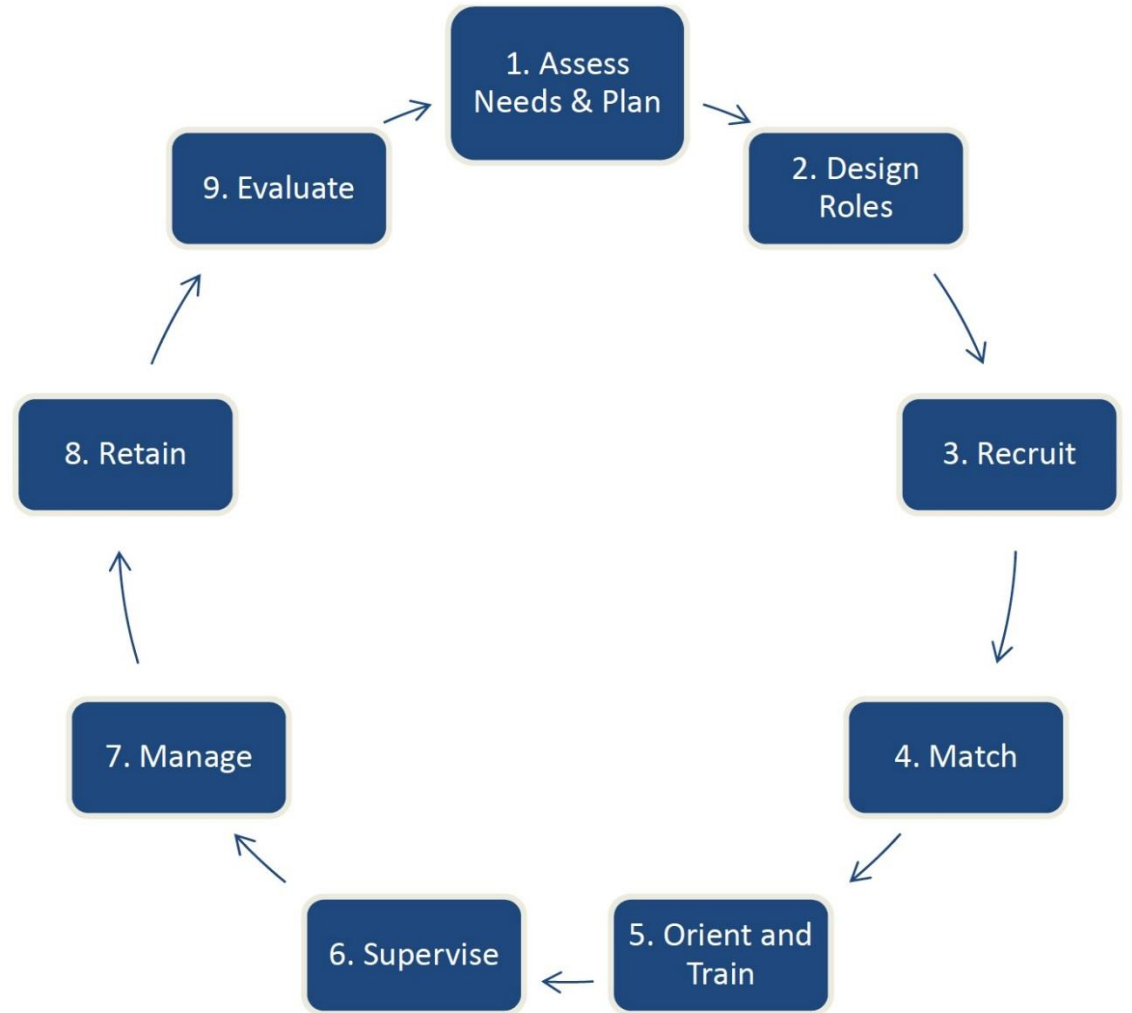 1. Assess
Needs & Plan
2. Design
Roles
3. Recruit
4. Match
5. Orient and
Train
6. Supervise
7. Manage
8. Retain
9. Evaluate